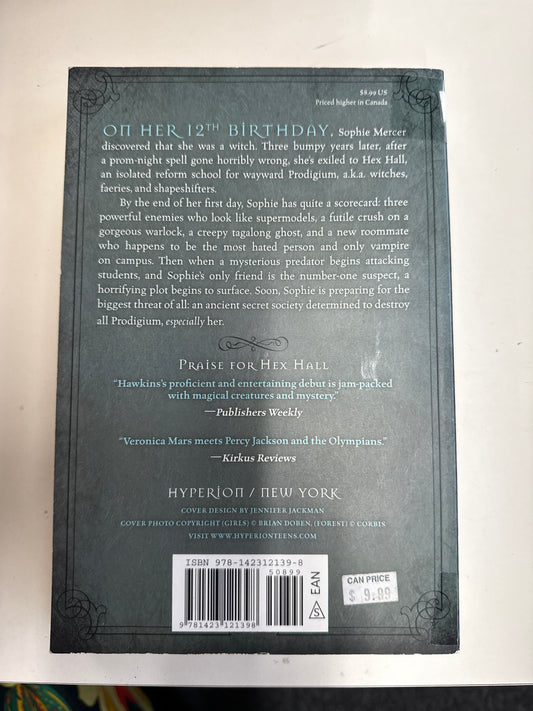 $8.99 US
Priced higher in Canada
ON HER 12TH BIRTHDAY, Sophie Mercer
discovered that she was a witch. Three bumpy years later, after
a prom-night spell gone horribly wrong, she's exiled to Hex Hall,
an isolated reform school for wayward Prodigium, a.k.a. witches,
faeries, and shapeshifters.
By the end of her first day, Sophie has quite a scorecard: three
powerful enemies who look like supermodels, a futile crush on a
gorgeous warlock, a creepy tagalong ghost, and a new roommate
who happens to be the most hated person and only vampire
on campus. Then when a mysterious predator begins attacking
students, and Sophie's only friend is the number-one suspect, a
horrifying plot begins to surface. Soon, Sophie is preparing for the
biggest threat of all: an ancient secret society determined to destroy
all Prodigium, especially her.
PRAISE FOR HEX HALL
“Hawkins's proficient and entertaining debut is jam-packed
with magical creatures and mystery.”
—Publishers Weekly
“Veronica Mars meets Percy Jackson and the Olympians.”
—Kirkus Reviews
HYPERION / NEW YORK
COVER DESIGN BY JENNIFER JACKMAN
COVER PHOTO COPYRIGHT (GIRLS) © BRIAN DOBEN, (FOREST) © CORBIS
VISIT WWW.HYPERIONTEENS.COM
ISBN 978-142312139-8
50899
9 781423 121398
S
EAN
CAN PRICE
$ 9.99